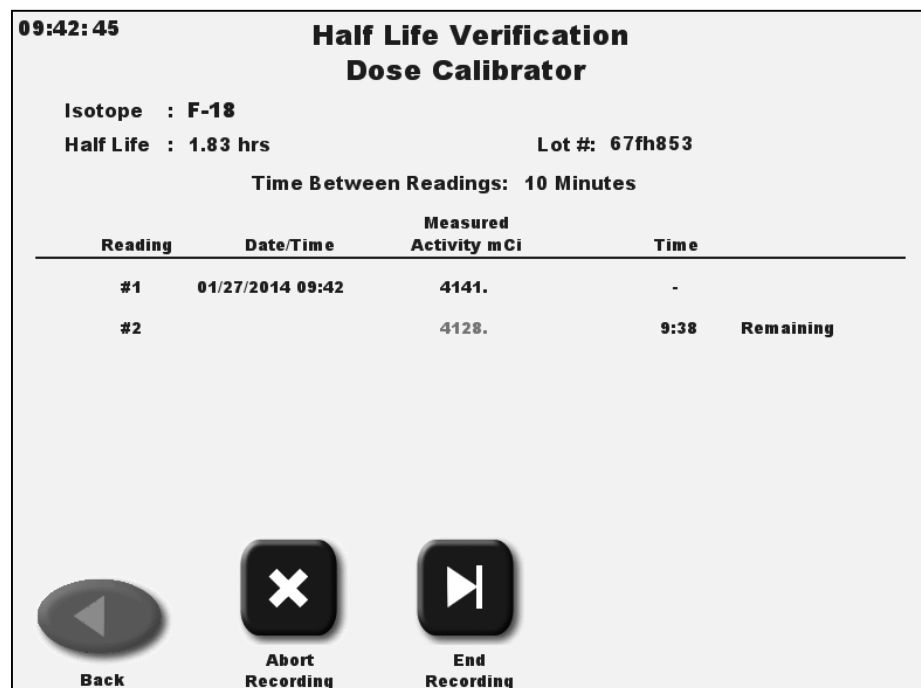 09:42:45
Half Life Verification
Dose Calibrator
Isotope : F-18
Half Life : 1.83 hrs Lot #: 67fh853
Time Between Readings: 10 Minutes
Reading Date/Time Measured Activity mCi Time
#1 01/27/2014 09:42 4141. -
#2 4128. 9:38 Remaining
Back
Abort Recording
End Recording